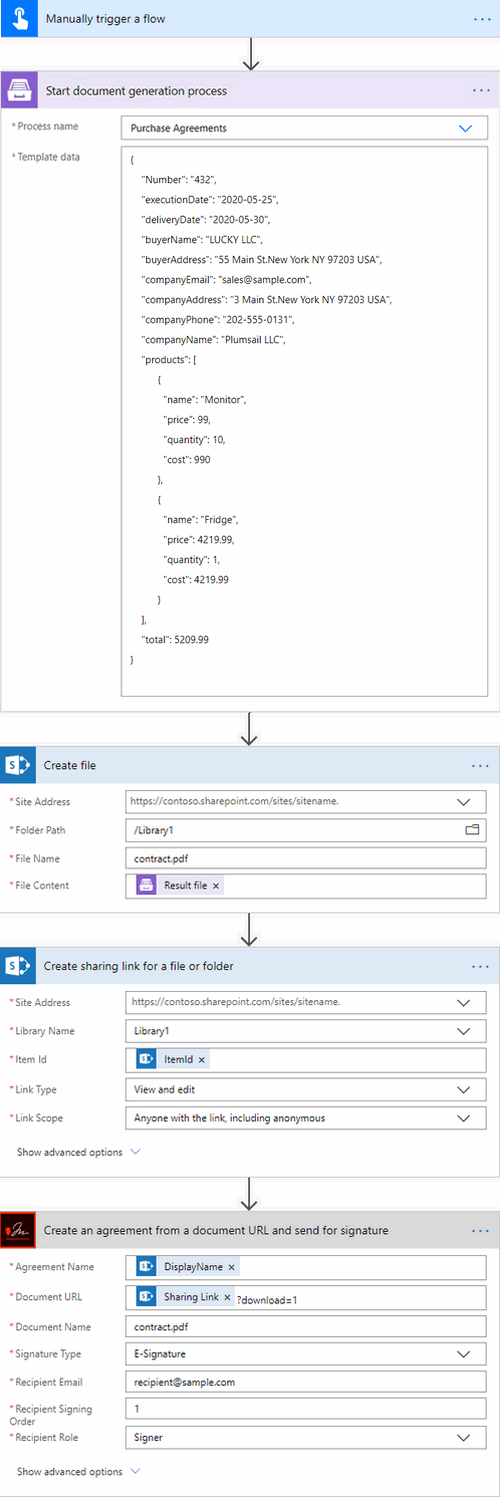 Manually trigger a flow
Start document generation process
* Process name
Purchase Agreements
* Template data
{
"Number": "432",
"executionDate": "2020-05-25",
"deliveryDate": "2020-05-30",
"buyerName": "LUCKY LLC",
"buyerAddress": "55 Main St.New York NY 97203 USA",
"companyEmail": "sales@sample.com",
"companyAddress": "3 Main St.New York NY 97203 USA",
"companyPhone": "202-555-0131",
"companyName": "Plumsail LLC",
"products": [
{
"name": "Monitor",
"price": 99,
"quantity": 10,
"cost": 990
},
{
"name": "Fridge",
"price": 4219.99,
"quantity": 1,
"cost": 4219.99
}
],
"total": 5209.99
}
Create file
* Site Address
https://contoso.sharepoint.com/sites/sitename.
* Folder Path
/Library1
* File Name
contract.pdf
* File Content
Result file ×
Create sharing link for a file or folder
* Site Address
https://contoso.sharepoint.com/sites/sitename.
* Library Name
Library1
* Item Id
ItemId ×
* Link Type
View and edit
* Link Scope
Anyone with the link, including anonymous
Show advanced options
Create an agreement from a document URL and send for signature
* Agreement Name
DisplayName ×
* Document URL
Sharing Link × ?download=1
* Document Name
contract.pdf
* Signature Type
E-Signature
* Recipient Email
recipient@sample.com
* Recipient Signing
Order
1
* Recipient Role
Signer
Show advanced options